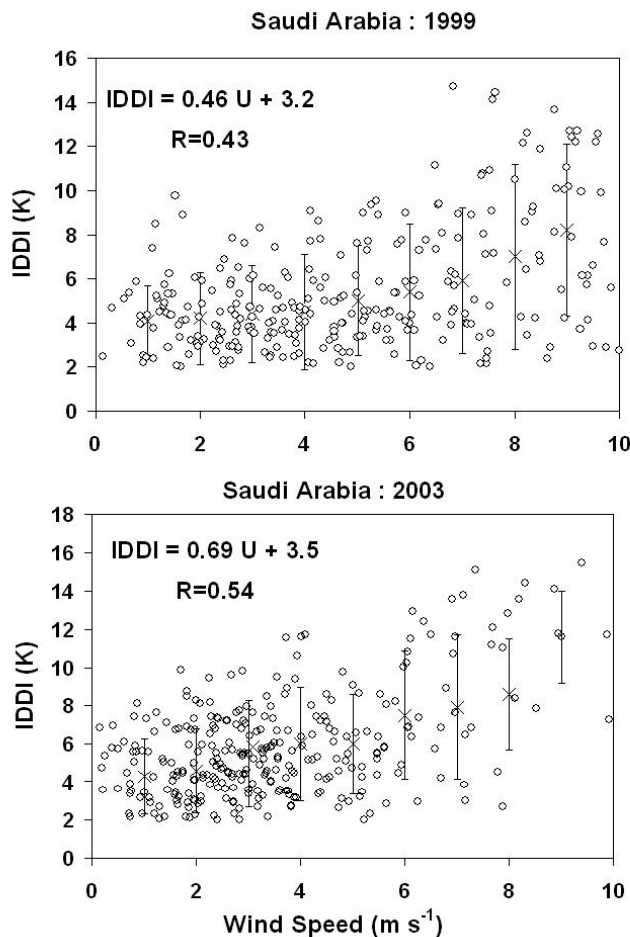 Saudi Arabia : 1999
16
14
12
10
8
6
4
2
0
IDDI (K)
IDDI = 0.46 U + 3.2
R=0.43
0 2 4 6 8 10
Saudi Arabia : 2003
18
16
14
12
10
8
6
4
2
0
IDDI (K)
IDDI = 0.69 U + 3.5
R=0.54
0 2 4 6 8 10
Wind Speed (m s⁻¹)